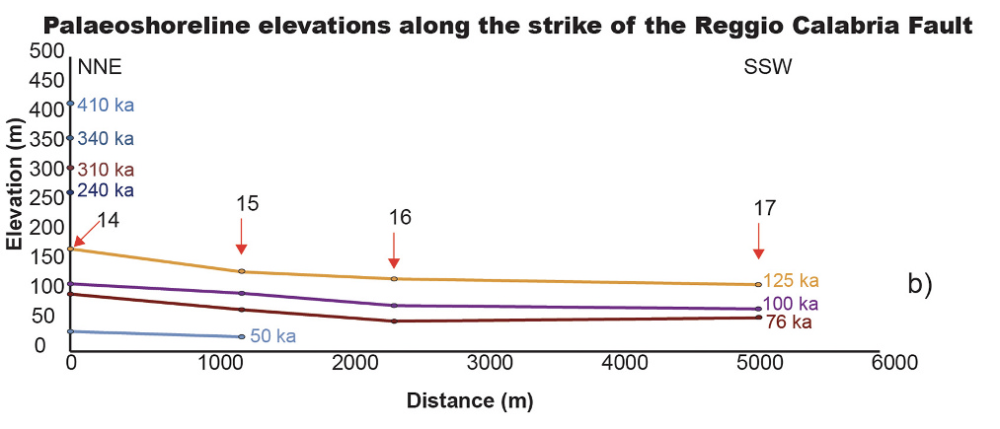 Palaeoshoreline elevations along the strike of the Reggio Calabria Fault
500
NNE
SSW
450
410 ka
400
350
340 ka
300
310 ka
250
240 ka
Elevation (m)
200
14
15
16
17
150
125 ka
100
b)
100 ka
50
76 ka
50 ka
0
0 1000 2000 3000 4000 5000 6000
Distance (m)